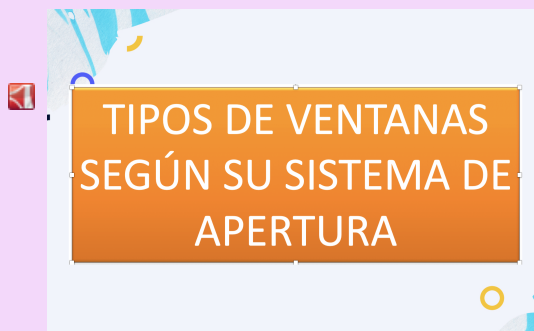 TIPOS DE VENTANAS
SEGÚN SU SISTEMA DE
APERTURA